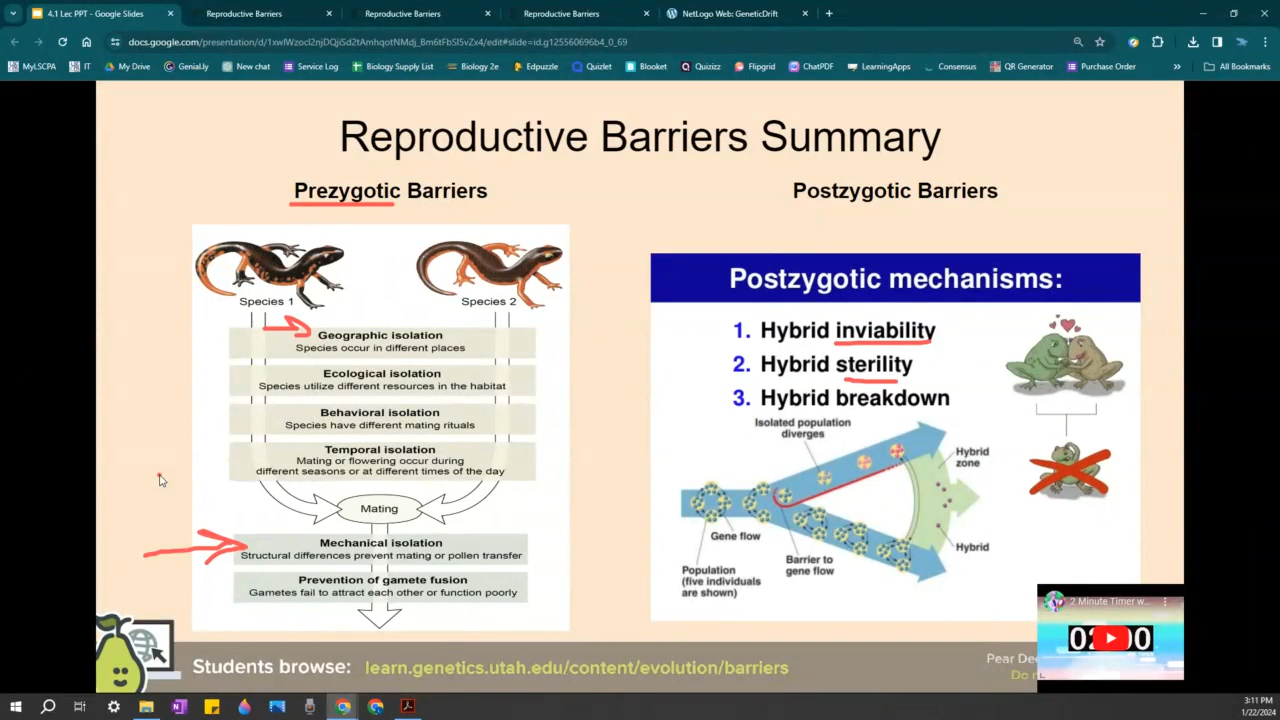 4.1 Lec PPT - Google Slides
Reproductive Barriers
Reproductive Barriers
Reproductive Barriers
NetLogo Web: GeneticDrift
docs.google.com/presentation/d/1xwlWzocI2njDQjiSd2tAmhqotNMdj_Bm6tFbSl5vZx4/edit#slide=id.g125560696b4_0_69
MyLSCPA
IT
My Drive
Genial.ly
New chat
Service Log
Biology Supply List
Biology 2e
Edpuzzle
Quizlet
Blooket
Quizizz
Flipgrid
ChatPDF
LearningApps
Consensus
QR Generator
Purchase Order
All Bookmarks
Reproductive Barriers Summary
Prezygotic Barriers
Species 1
Species 2
Geographic isolation
Species occur in different places
Ecological isolation
Species utilize different resources in the habitat
Behavioral isolation
Species have different mating rituals
Temporal isolation
Mating or flowering occur during
different seasons or at different times of the day
Mating
Mechanical isolation
Structural differences prevent mating or pollen transfer
Prevention of gamete fusion
Gametes fail to attract each other or function poorly
Postzygotic Barriers
Postzygotic mechanisms:
1. Hybrid inviability
2. Hybrid sterility
3. Hybrid breakdown
Isolated population
diverges
Hybrid
zone
Gene flow
Barrier to
gene flow
Hybrid
Population
(five individuals
are shown)
2 Minute Timer w...
Students browse: learn.genetics.utah.edu/content/evolution/barriers
Pear De
Do
3:11 PM
1/22/2024